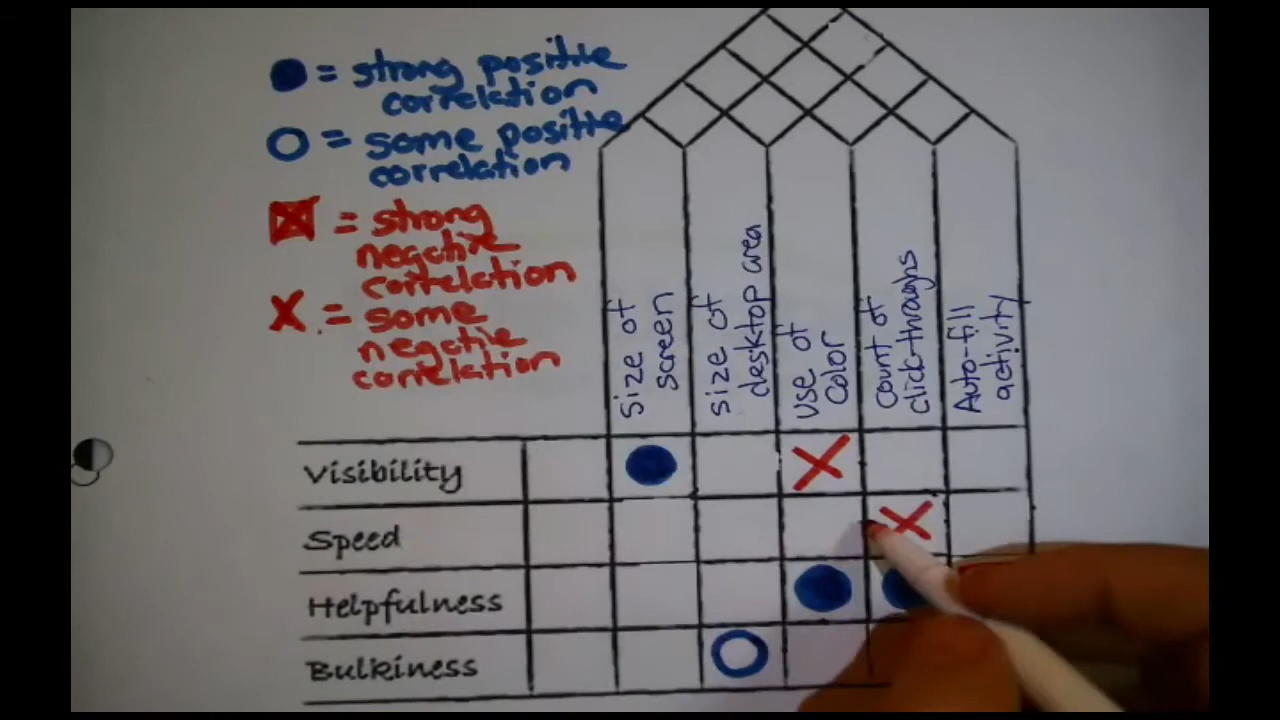 ● = strong positive
correlation
O = some positive
correlation
☒ = strong
negative
correlation
X = some
negative
correlation
Size of
screen
size of
desktop area
use of
color
count of
click-throughs
Auto-fill
activity
Visibility
Speed
Helpfulness
Bulkiness